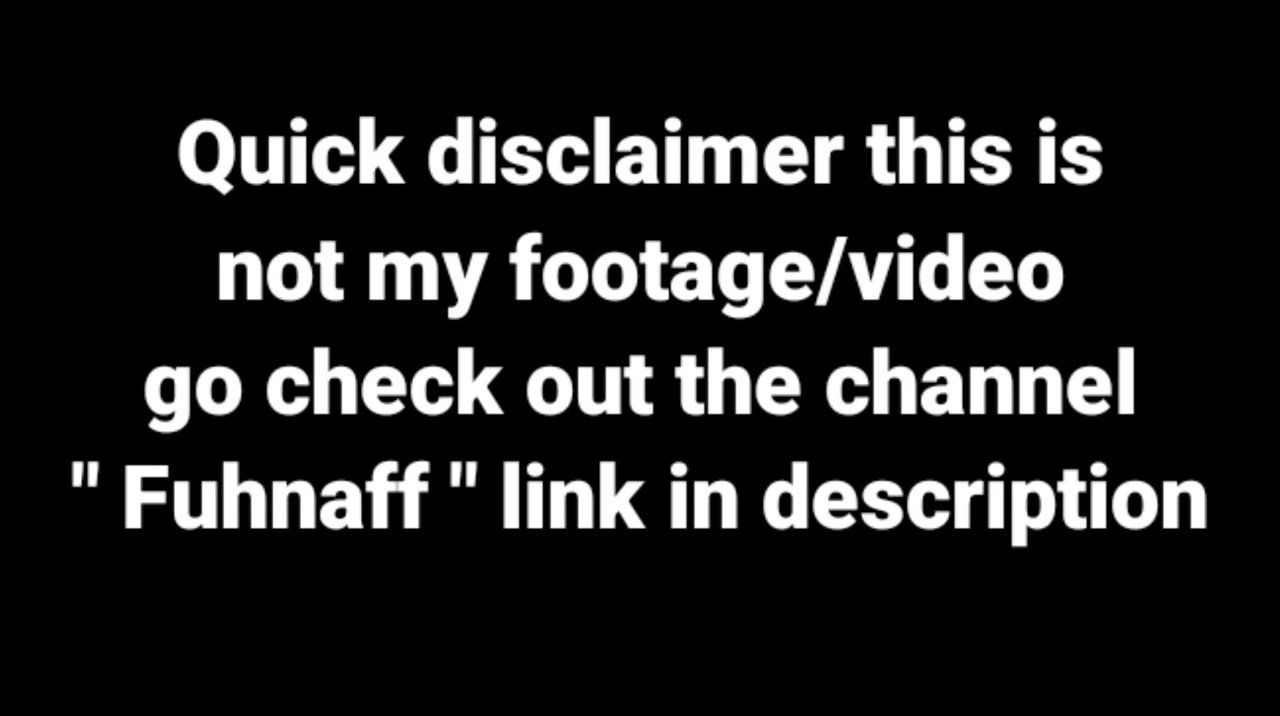 Quick disclaimer this is
not my footage/video
go check out the channel
" Fuhnaff " link in description